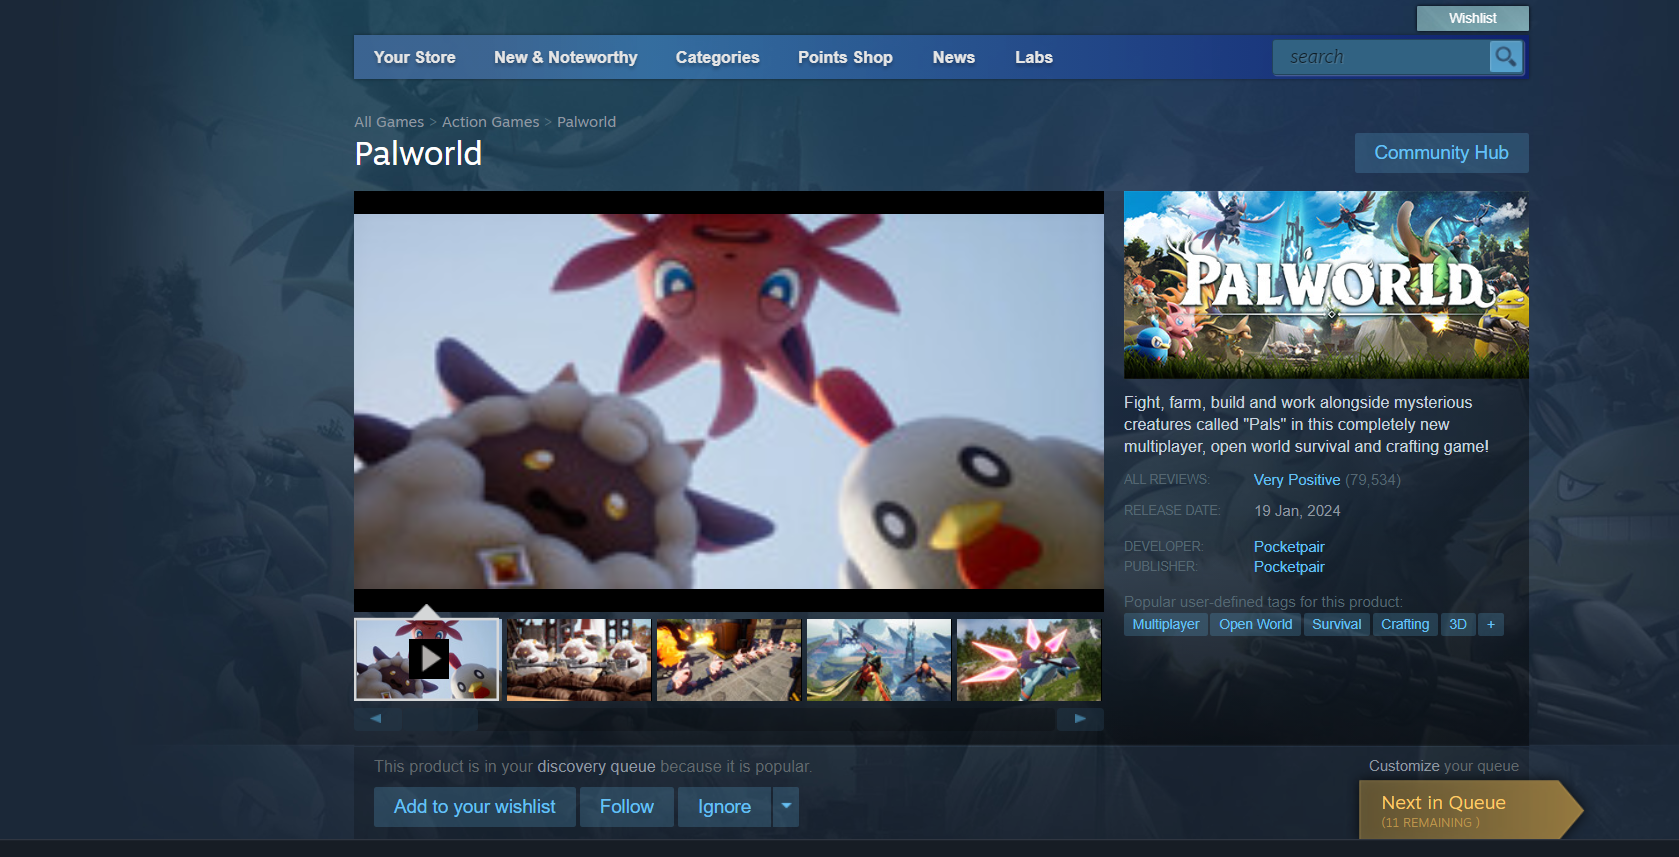 Wishlist
Your Store New & Noteworthy Categories Points Shop News Labs search
All Games > Action Games > Palworld
Palworld
Community Hub
PALWORLD
Fight, farm, build and work alongside mysterious
creatures called "Pals" in this completely new
multiplayer, open world survival and crafting game!
ALL REVIEWS: Very Positive (79,534)
RELEASE DATE: 19 Jan, 2024
DEVELOPER: Pocketpair
PUBLISHER: Pocketpair
Popular user-defined tags for this product:
Multiplayer Open World Survival Crafting 3D +
This product is in your discovery queue because it is popular.
Customize your queue
Add to your wishlist Follow Ignore
Next in Queue
(11 REMAINING )